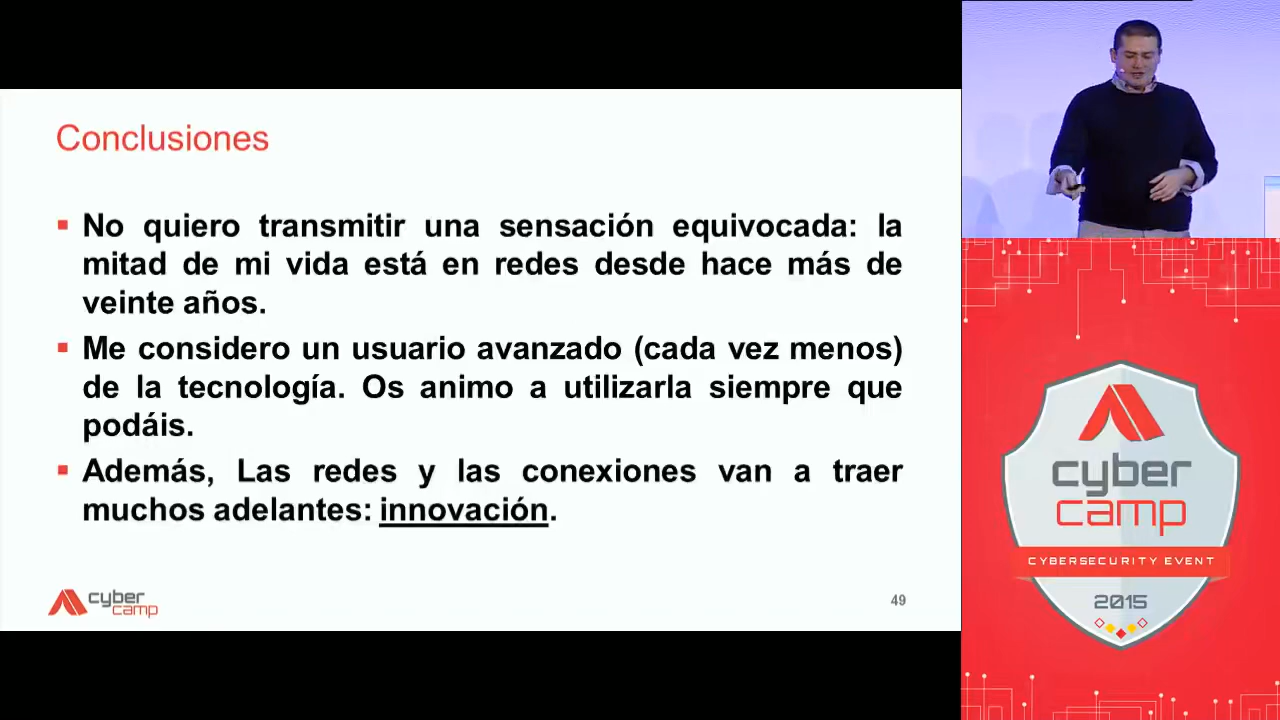 Conclusiones
▪ No quiero transmitir una sensación equivocada: la
mitad de mi vida está en redes desde hace más de
veinte años.
▪ Me considero un usuario avanzado (cada vez menos)
de la tecnología. Os animo a utilizarla siempre que
podáis.
▪ Además, Las redes y las conexiones van a traer
muchos adelantes: innovación.
cyber
camp
49
cyber
camp
CYBERSECURITY EVENT
2015